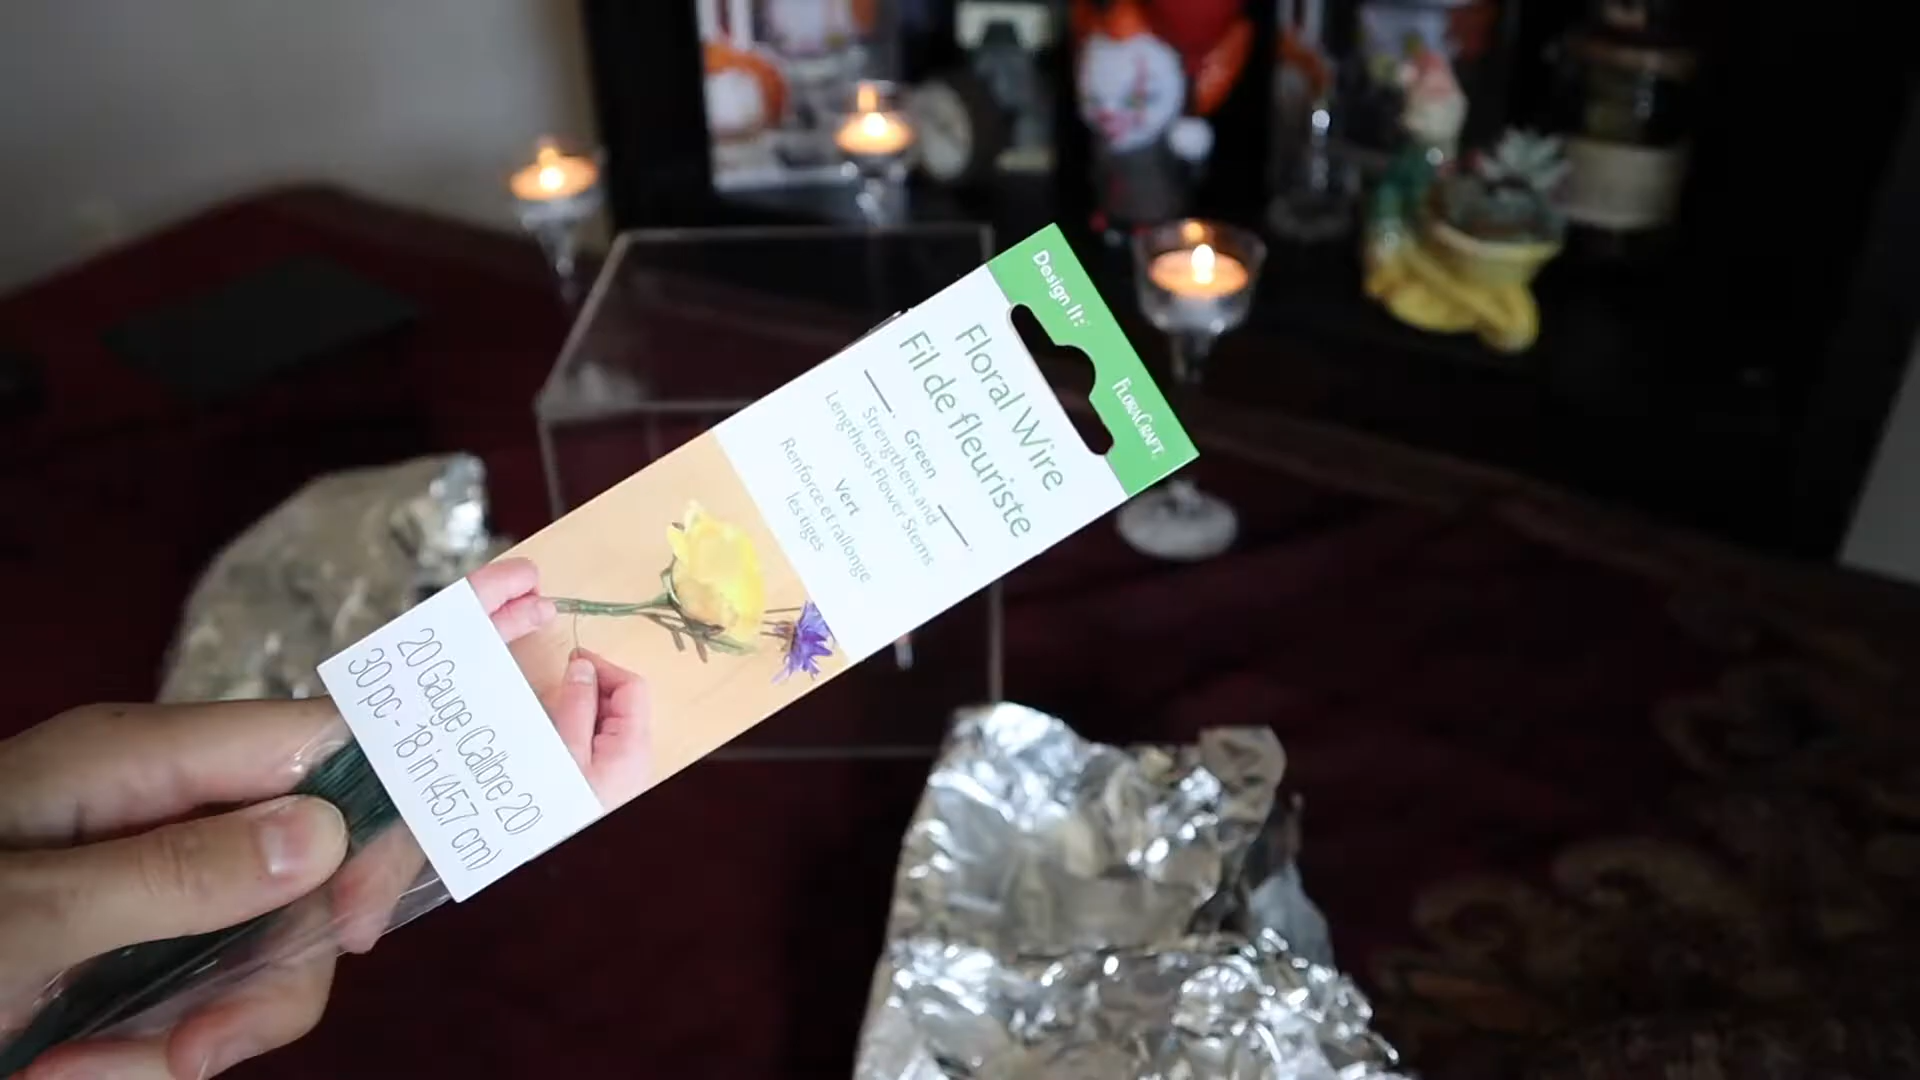 Design It:
FLORACRAFT
Floral Wire
Fil de fleuriste
Green
Strengthens and
Lengthens Flower Stems
Vert
Renforce et rallonge
les tiges
20 Gauge (Calibre 20)
30 pc - 18 in (45.7 cm)